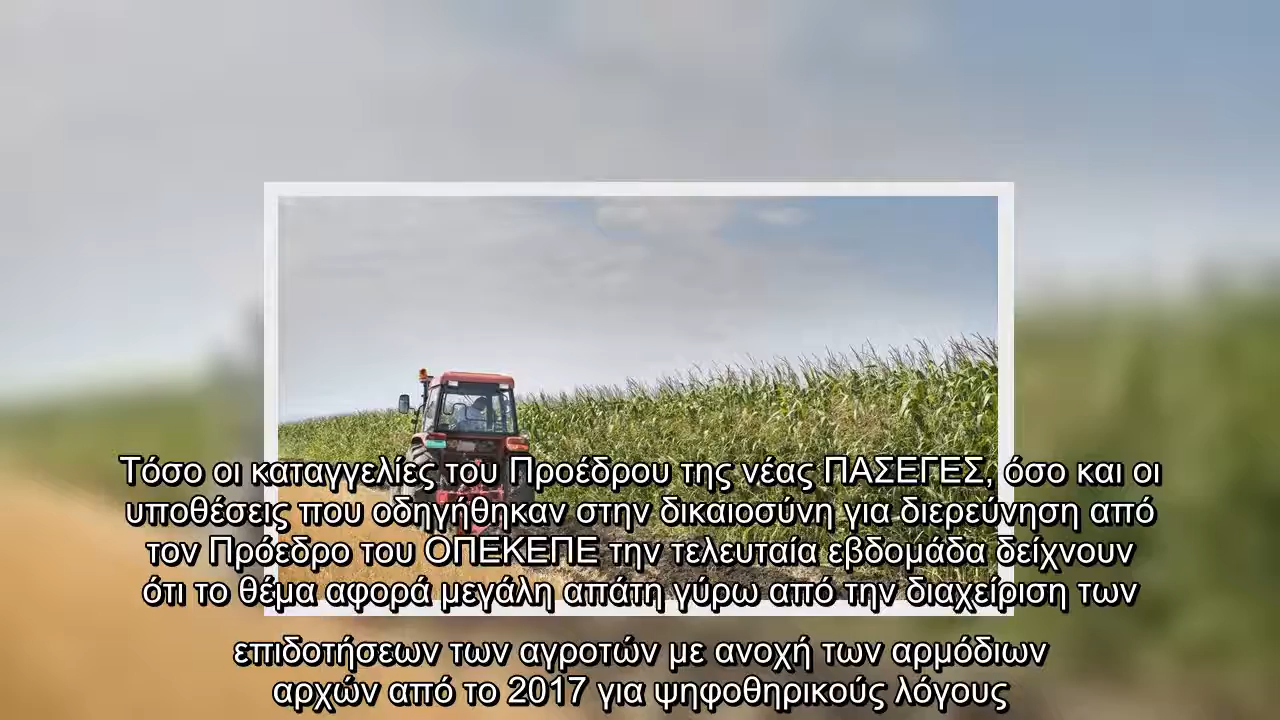 Τόσο οι καταγγελίες του Προέδρου της νέας ΠΑΣΕΓΕΣ, όσο και οι
υποθέσεις που οδηγήθηκαν στην δικαιοσύνη για διερεύνηση από
τον Πρόεδρο του ΟΠΕΚΕΠΕ την τελευταία εβδομάδα δείχνουν
ότι το θέμα αφορά μεγάλη απάτη γύρω από την διαχείριση των
επιδοτήσεων των αγροτών με ανοχή των αρμόδιων
αρχών από το 2017 για ψηφοθηρικούς λόγους